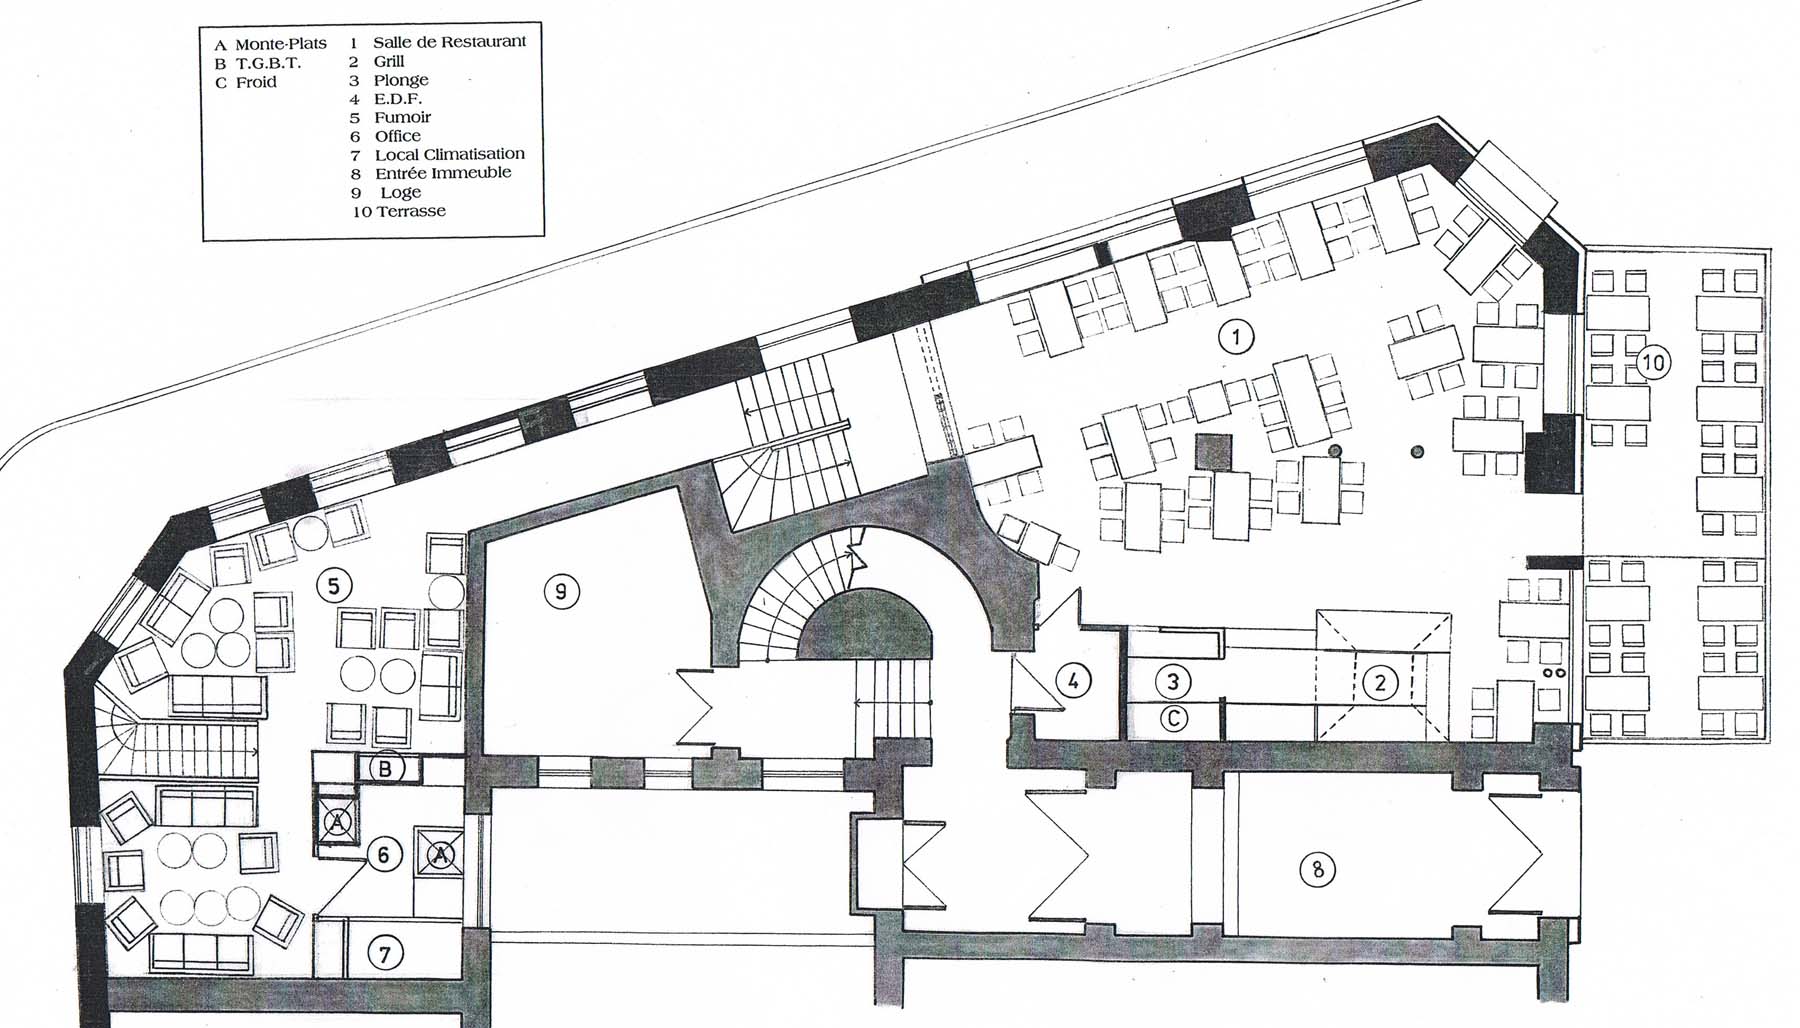 A Monte-Plats 1 Salle de Restaurant
B T.G.B.T. 2 Grill
C Froid 3 Plonge
4 E.D.F.
5 Fumoir
6 Office
7 Local Climatisation
8 Entrée Immeuble
9 Loge
10 Terrasse
1
10
5
9
4
3
2
C
B
A
6
A
8
7